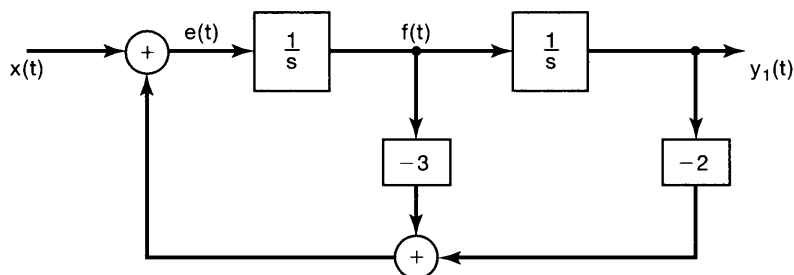 x(t)
+
e(t)
1
s
f(t)
1
s
y₁(t)
−3
−2
+